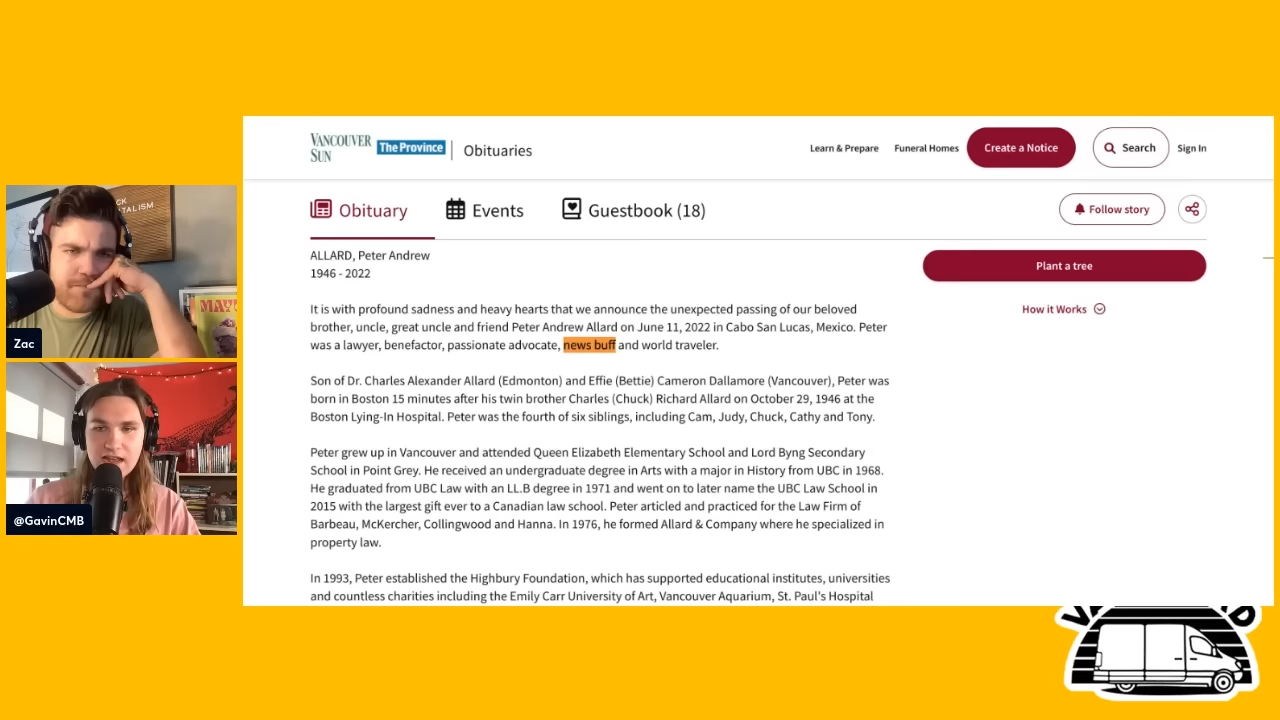 VANCOUVER
SUN
The Province
Obituaries
Learn & Prepare
Funeral Homes
Create a Notice
Search
Sign In
Obituary
Events
Guestbook (18)
Follow story
ALLARD, Peter Andrew
1946 - 2022
It is with profound sadness and heavy hearts that we announce the unexpected passing of our beloved
brother, uncle, great uncle and friend Peter Andrew Allard on June 11, 2022 in Cabo San Lucas, Mexico. Peter
was a lawyer, benefactor, passionate advocate, news buff and world traveler.
Son of Dr. Charles Alexander Allard (Edmonton) and Effie (Bettie) Cameron Dallamore (Vancouver), Peter was
born in Boston 15 minutes after his twin brother Charles (Chuck) Richard Allard on October 29, 1946 at the
Boston Lying-In Hospital. Peter was the fourth of six siblings, including Cam, Judy, Chuck, Cathy and Tony.
Peter grew up in Vancouver and attended Queen Elizabeth Elementary School and Lord Byng Secondary
School in Point Grey. He received an undergraduate degree in Arts with a major in History from UBC in 1968.
He graduated from UBC Law with an LL.B degree in 1971 and went on to later name the UBC Law School in
2015 with the largest gift ever to a Canadian law school. Peter articled and practiced for the Law Firm of
Barbeau, McKercher, Collingwood and Hanna. In 1976, he formed Allard & Company where he specialized in
property law.
In 1993, Peter established the Highbury Foundation, which has supported educational institutes, universities
and countless charities including the Emily Carr University of Art, Vancouver Aquarium, St. Paul's Hospital
Plant a tree
How it Works
Zac
@GavinCMB